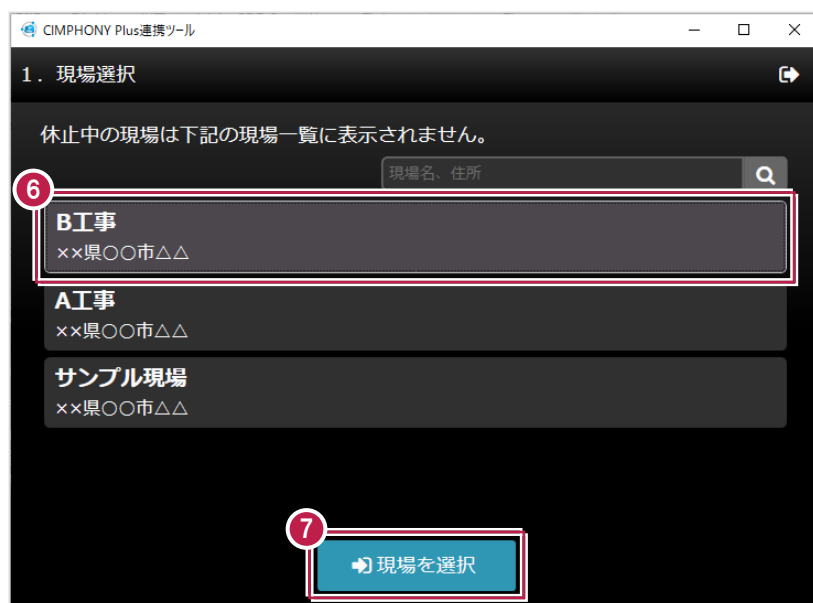 CIMPHONY Plus連携ツール
1. 現場選択
休止中の現場は下記の現場一覧に表示されません。
現場名、住所
6
B工事
××県○○市△△
A工事
××県○○市△△
サンプル現場
××県○○市△△
7
現場を選択